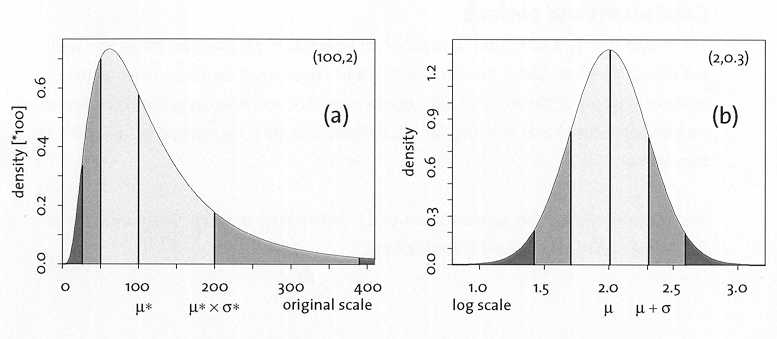 (100,2)
(a)
density [*100]
0.0 0.2 0.4 0.6
0 100 200 300 400
μ* μ* × σ* original scale
(2,0.3)
(b)
density
0.0 0.3 0.6 0.9 1.2
1.0 1.5 2.0 2.5 3.0
log scale μ μ + σ